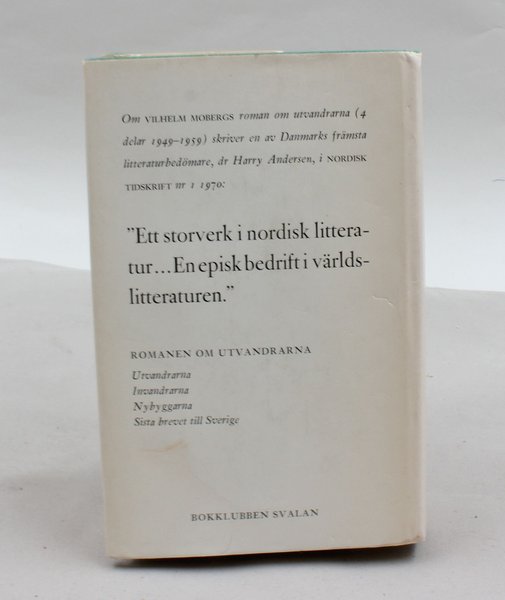 Om VILHELM MOBERGS roman om utvandrarna (4
delar 1949–1959) skriver en av Danmarks främsta
litteraturbedömare, dr Harry Andersen, i NORDISK
TIDSKRIFT nr 1 1970:
”Ett storverk i nordisk littera-
tur... En episk bedrift i världs-
litteraturen.”
ROMANEN OM UTVANDRARNA
Utvandrarna
Invandrarna
Nybyggarna
Sista brevet till Sverige
BOKKLUBBEN SVALAN